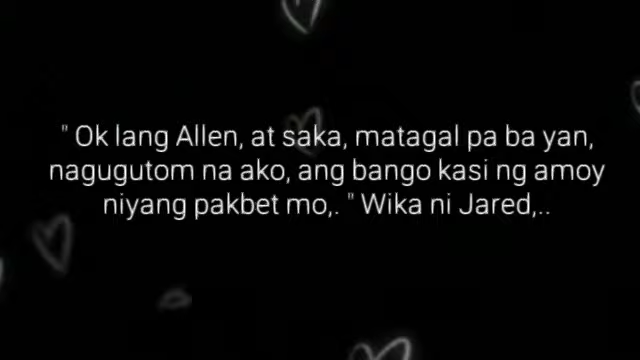 " Ok lang Allen, at saka, matagal pa ba yan,
nagugutom na ako, ang bango kasi ng amoy
niyang pakbet mo,. " Wika ni Jared,..